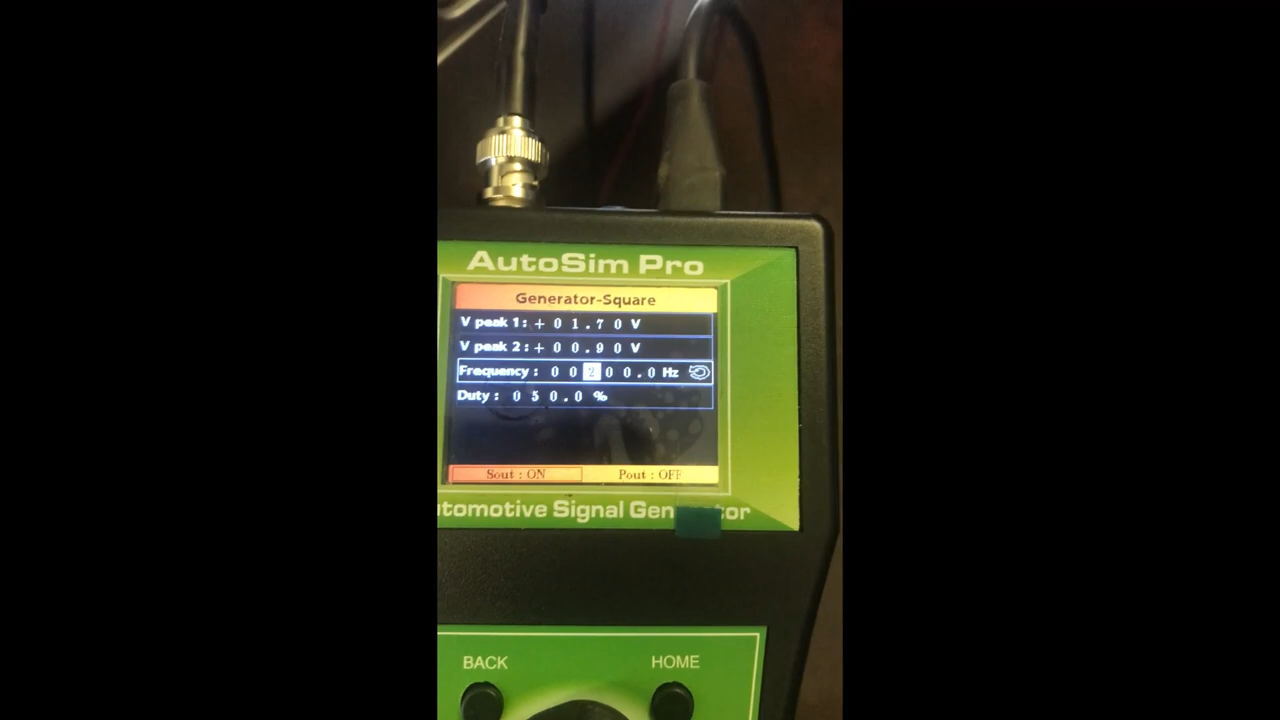 AutoSim Pro
Generator-Square
V peak 1: + 0 1 . 7 0 V
V peak 2: + 0 0 . 9 0 V
Frequency : 0 0 2 0 0 . 0 Hz
Duty : 0 5 0 . 0 %
Sout : ON Pout : OFF
utomotive Signal Gen or
BACK HOME